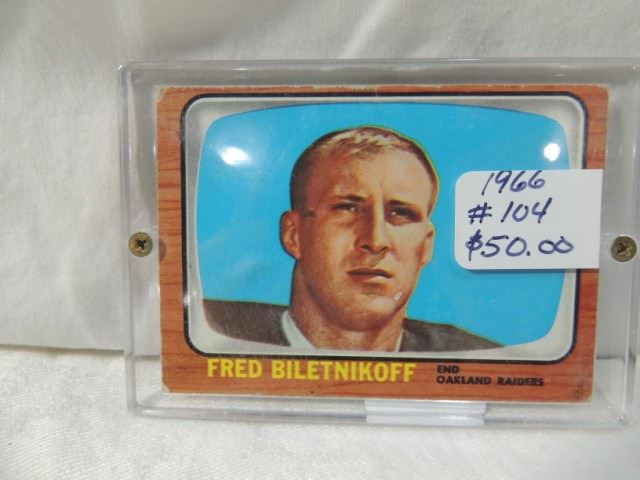 1966
# 104
$50.00
FRED BILETNIKOFF
END
OAKLAND RAIDERS